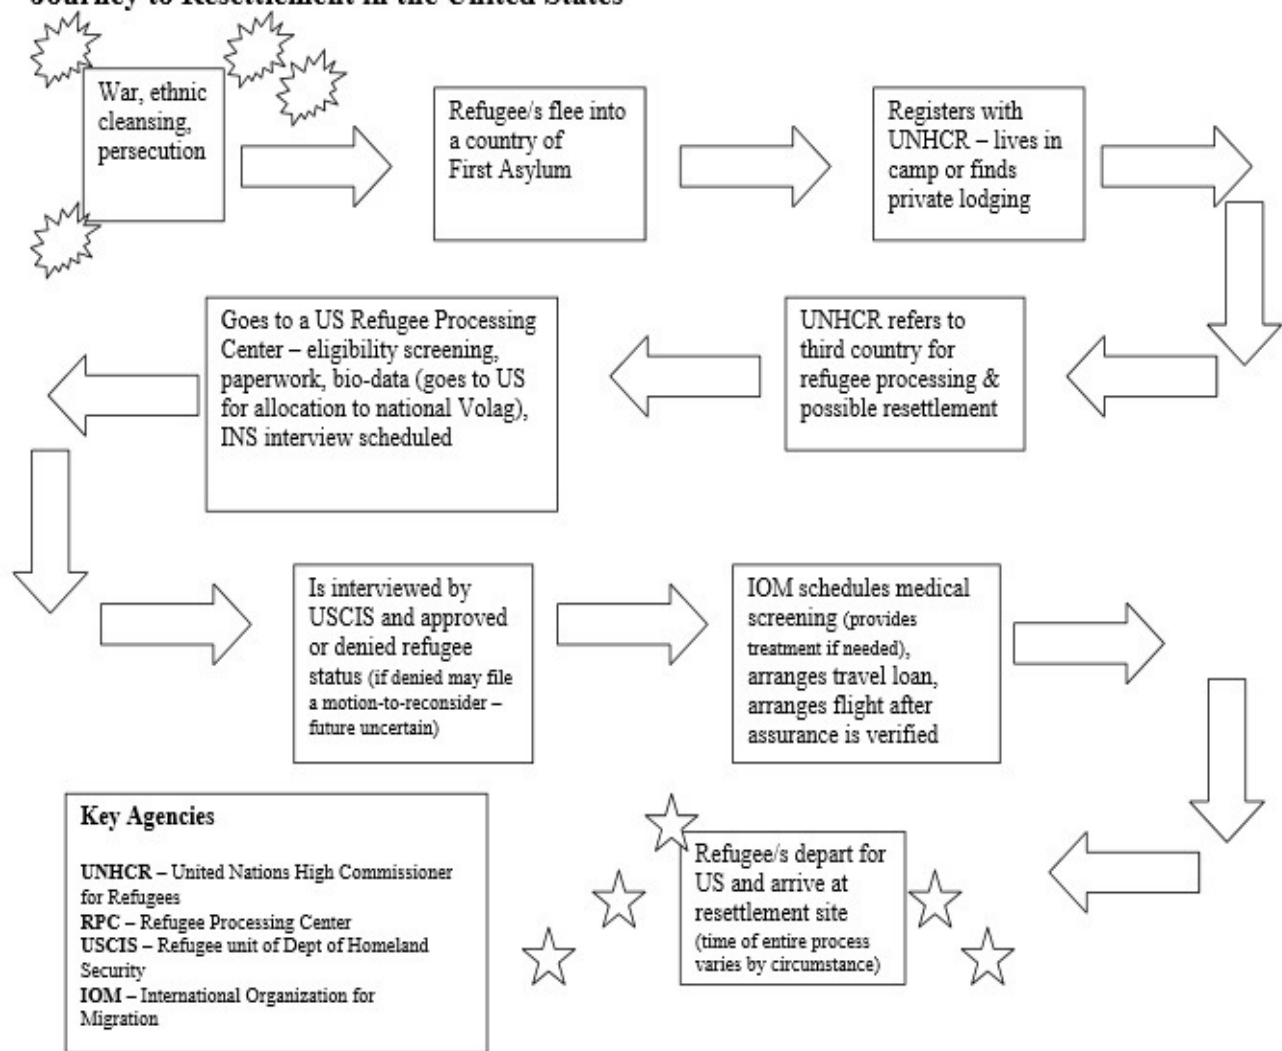 Journey to Resettlement in the United States
War, ethnic
cleansing,
persecution
Refugee/s flee into
a country of
First Asylum
Registers with
UNHCR – lives in
camp or finds
private lodging
UNHCR refers to
third country for
refugee processing &
possible resettlement
Goes to a US Refugee Processing
Center – eligibility screening,
paperwork, bio-data (goes to US
for allocation to national Volag),
INS interview scheduled
Is interviewed by
USCIS and approved
or denied refugee
status (if denied may file
a motion-to-reconsider –
future uncertain)
IOM schedules medical
screening (provides
treatment if needed),
arranges travel loan,
arranges flight after
assurance is verified
Refugee/s depart for
US and arrive at
resettlement site
(time of entire process
varies by circumstance)
Key Agencies
UNHCR – United Nations High Commissioner
for Refugees
RPC – Refugee Processing Center
USCIS – Refugee unit of Dept of Homeland
Security
IOM – International Organization for
Migration